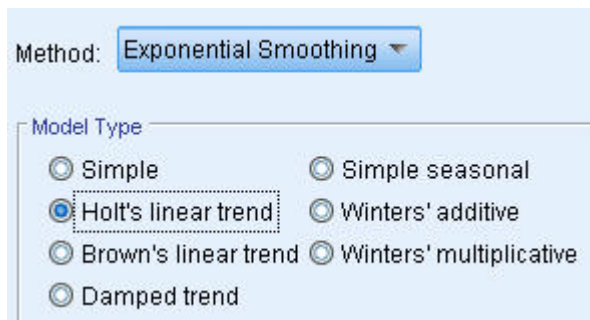 Method: Exponential Smoothing
Model Type
Simple
Simple seasonal
Holt's linear trend
Winters' additive
Brown's linear trend
Winters' multiplicative
Damped trend